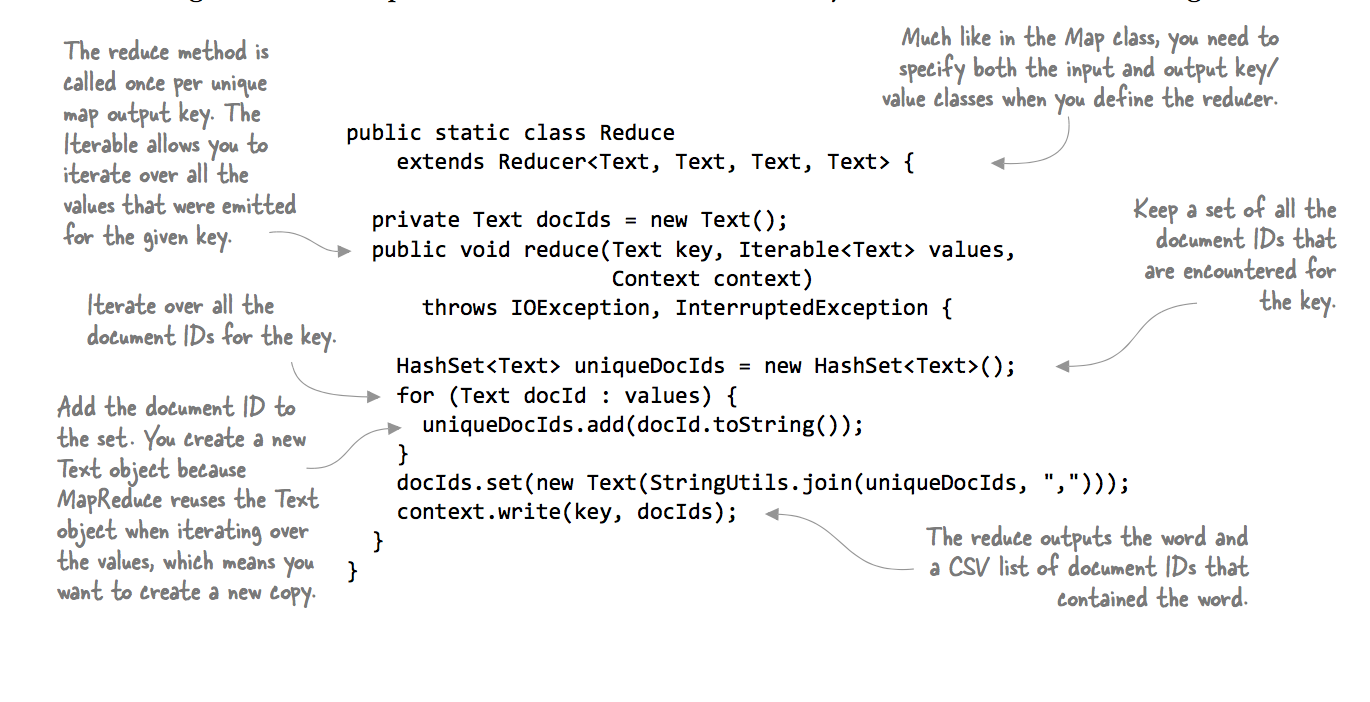 The reduce method is
called once per unique
map output key. The
Iterable allows you to
iterate over all the
values that were emitted
for the given key.
Much like in the Map class, you need to
specify both the input and output key/
value classes when you define the reducer.
public static class Reduce
    extends Reducer<Text, Text, Text, Text> {
  private Text docIds = new Text();
  public void reduce(Text key, Iterable<Text> values,
                     Context context)
      throws IOException, InterruptedException {
Keep a set of all the
document IDs that
are encountered for
the key.
Iterate over all the
document IDs for the key.
    HashSet<Text> uniqueDocIds = new HashSet<Text>();
    for (Text docId : values) {
      uniqueDocIds.add(docId.toString());
    }
    docIds.set(new Text(StringUtils.join(uniqueDocIds, ",")));
    context.write(key, docIds);
  }
}
Add the document ID to
the set. You create a new
Text object because
MapReduce reuses the Text
object when iterating over
the values, which means you
want to create a new copy.
The reduce outputs the word and
a CSV list of document IDs that
contained the word.